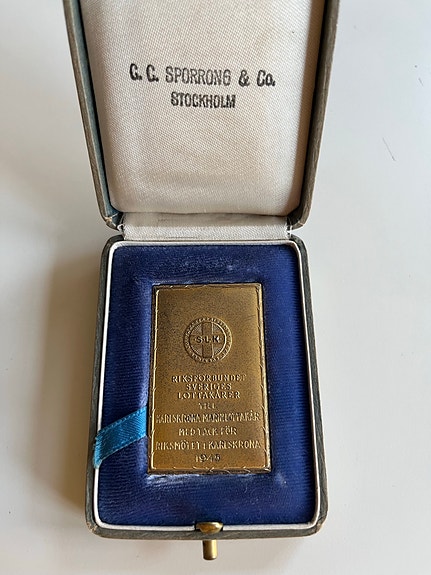 C. C. SPORRONG & Co.
STOCKHOLM
SLK
RIKSFÖRBUNDET
SVERIGES
LOTTAKÅRER
TILL
KARLSKRONA MARINLOTTAKÅR
MED TACK FÖR
RIKSMÖTET I KARLSKRONA
1945